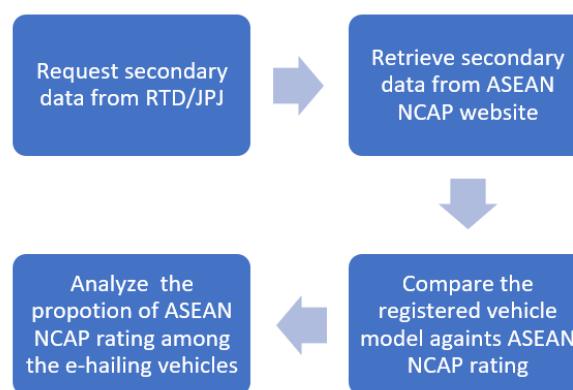 Request secondary
data from RTD/JPJ
Retrieve secondary
data from ASEAN
NCAP website
Compare the
registered vehicle
model againts ASEAN
NCAP rating
Analyze the
propotion of ASEAN
NCAP rating among
the e-hailing vehicles